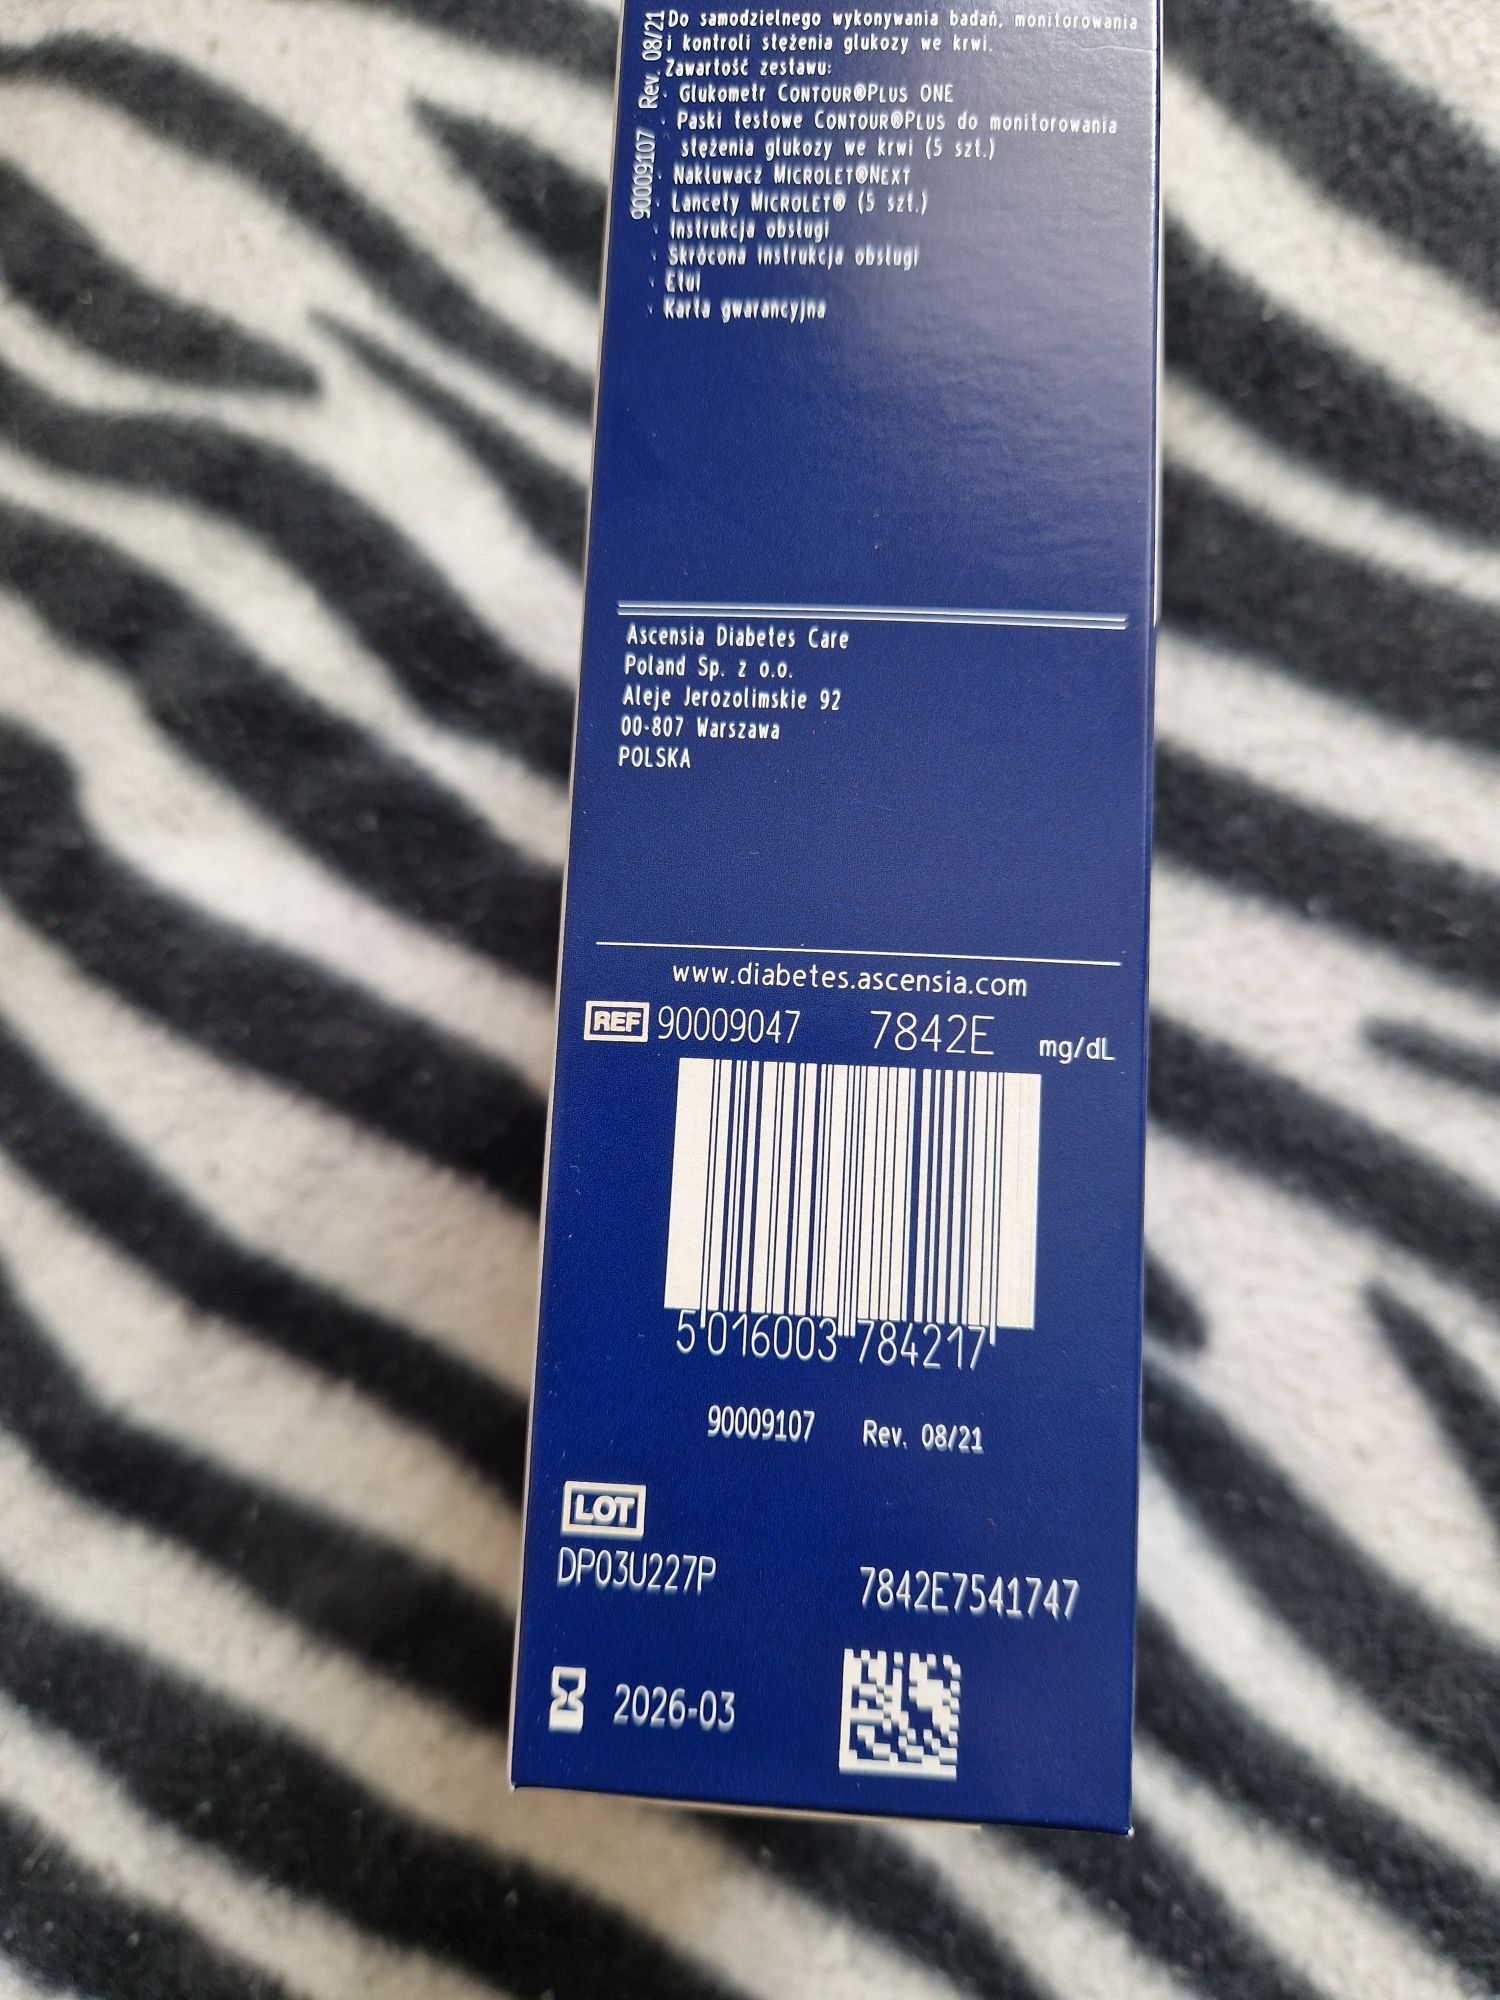 Do samodzielnego wykonywania badań, monitorowania
i kontroli stężenia glukozy we krwi.
Zawartość zestawu:
· Glukometr CONTOUR®PLUS ONE
· Paski testowe CONTOUR®PLUS do monitorowania
stężenia glukozy we krwi (5 szt.)
· Nakłuwacz MICROLET®NEXT
· Lancety MICROLET® (5 szt.)
· Instrukcja obsługi
· Skrócona instrukcja obsługi
· Etui
· Karta gwarancyjna
90009107 Rev. 08/21
Ascensia Diabetes Care
Poland Sp. z o.o.
Aleje Jerozolimskie 92
00-807 Warszawa
POLSKA
www.diabetes.ascensia.com
REF 90009047 7842E mg/dL
5 016003 784217
90009107 Rev. 08/21
LOT
DP03U227P 7842E7541747
2026-03